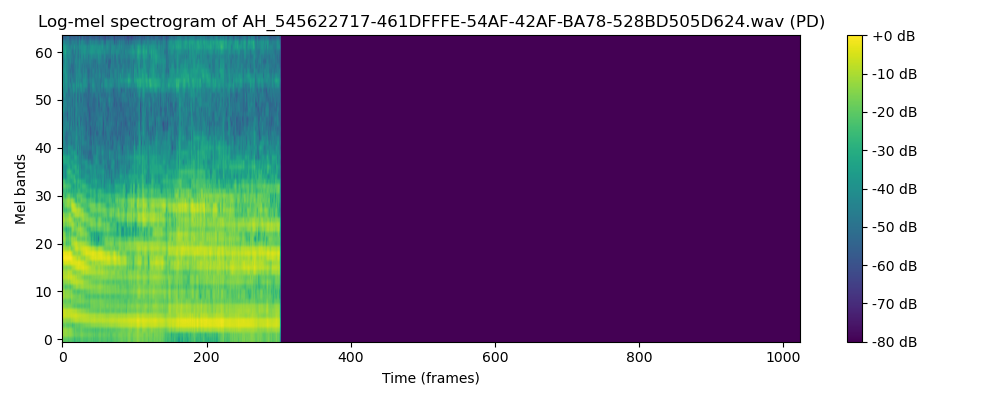 Log-mel spectrogram of AH_545622717-461DFFFE-54AF-42AF-BA78-528BD505D624.wav (PD)
Mel bands
60
50
40
30
20
10
0
0
200
400
600
800
1000
Time (frames)
+0 dB
-10 dB
-20 dB
-30 dB
-40 dB
-50 dB
-60 dB
-70 dB
-80 dB